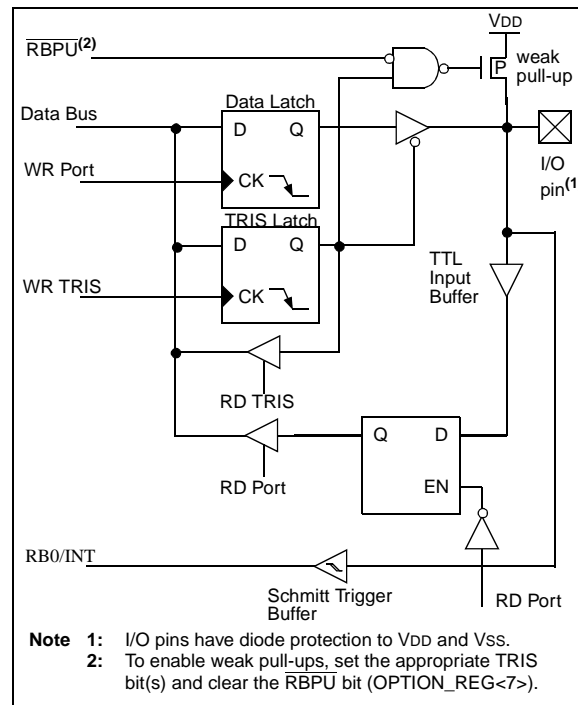 VDD
RBPU(2)
P
weak
pull-up
Data Latch
Data Bus
D Q
I/O
pin(1
WR Port
CK
TRIS Latch
D Q
TTL
Input
Buffer
WR TRIS
CK
RD TRIS
Q D
RD Port
EN
RB0/INT
Schmitt Trigger
Buffer
RD Port
Note 1: I/O pins have diode protection to VDD and VSS.
2: To enable weak pull-ups, set the appropriate TRIS
bit(s) and clear the RBPU bit (OPTION_REG<7>).